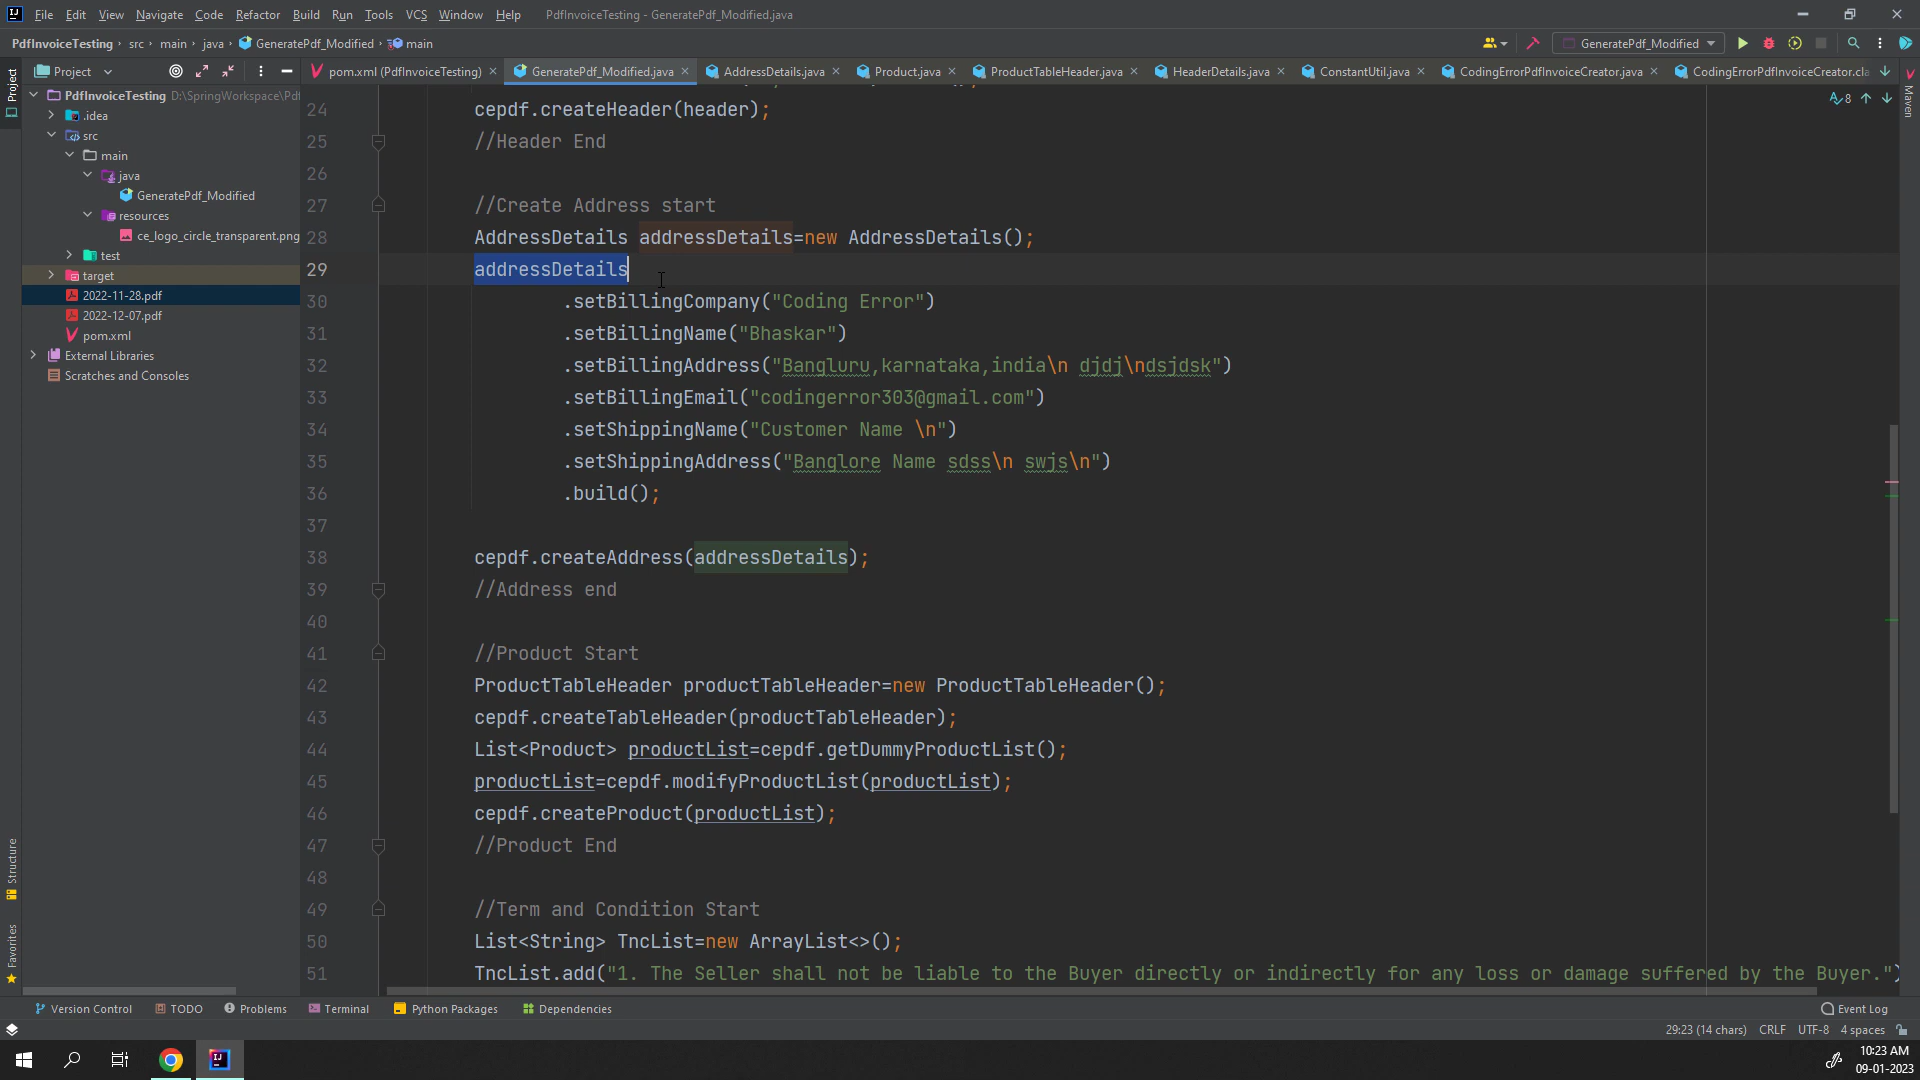 File Edit View Navigate Code Refactor Build Run Tools VCS Window Help PdfInvoiceTesting - GeneratePdf_Modified.java
PdfInvoiceTesting src main java GeneratePdf_Modified main
GeneratePdf_Modified
Project
pom.xml (PdfInvoiceTesting) GeneratePdf_Modified.java AddressDetails.java Product.java ProductTableHeader.java HeaderDetails.java ConstantUtil.java CodingErrorPdfInvoiceCreator.java CodingErrorPdfInvoiceCreator.cla
Project
Structure
Favorites
Maven
PdfInvoiceTesting D:\SpringWorkspace\Pdf
.idea
src
main
java
GeneratePdf_Modified
resources
ce_logo_circle_transparent.png
test
target
2022-11-28.pdf
2022-12-07.pdf
pom.xml
External Libraries
Scratches and Consoles
8
24 cepdf.createHeader(header);
25 //Header End
26
27 //Create Address start
28 AddressDetails addressDetails=new AddressDetails();
29 addressDetails
30 .setBillingCompany("Coding Error")
31 .setBillingName("Bhaskar")
32 .setBillingAddress("Bangluru,karnataka,india\n djdj\ndsjdsk")
33 .setBillingEmail("codingerror303@gmail.com")
34 .setShippingName("Customer Name \n")
35 .setShippingAddress("Banglore Name sdss\n swjs\n")
36 .build();
37
38 cepdf.createAddress(addressDetails);
39 //Address end
40
41 //Product Start
42 ProductTableHeader productTableHeader=new ProductTableHeader();
43 cepdf.createTableHeader(productTableHeader);
44 List<Product> productList=cepdf.getDummyProductList();
45 productList=cepdf.modifyProductList(productList);
46 cepdf.createProduct(productList);
47 //Product End
48
49 //Term and Condition Start
50 List<String> TncList=new ArrayList<>();
51 TncList.add("1. The Seller shall not be liable to the Buyer directly or indirectly for any loss or damage suffered by the Buyer.")
Version Control TODO Problems Terminal Python Packages Dependencies Event Log
29:23 (14 chars) CRLF UTF-8 4 spaces
10:23 AM
09-01-2023